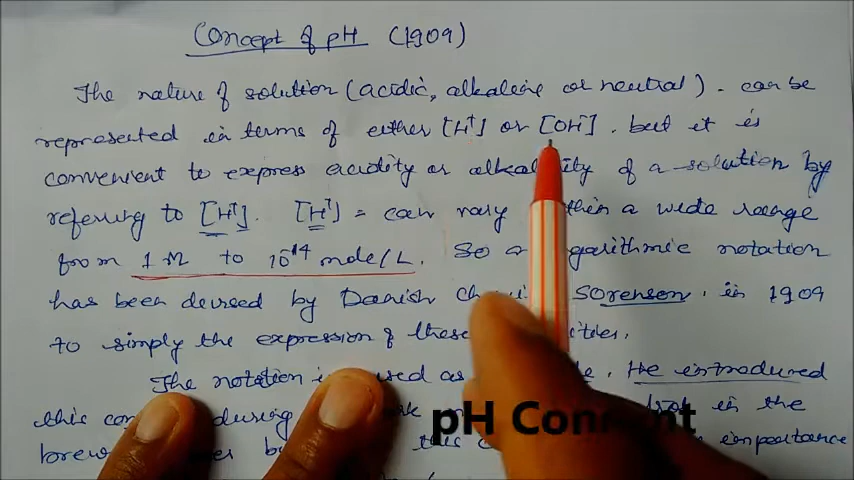 Concept of pH (1909)
The nature of solution (acidic, alkaline or neutral). can be
represented in terms of either [H⁺] or [OH⁻]. but it is
convenient to express acidity or alkalinity of a solution by
referring to [H⁺]. [H⁺] = can vary within a wide range
from 1 M to 10⁻¹⁴ mole/L. So a logarithmic notation
has been devised by Danish Sorenson. in 1909
to simply the expression of these
The notation is used as He introduced
this during in the
importance
pH Concept